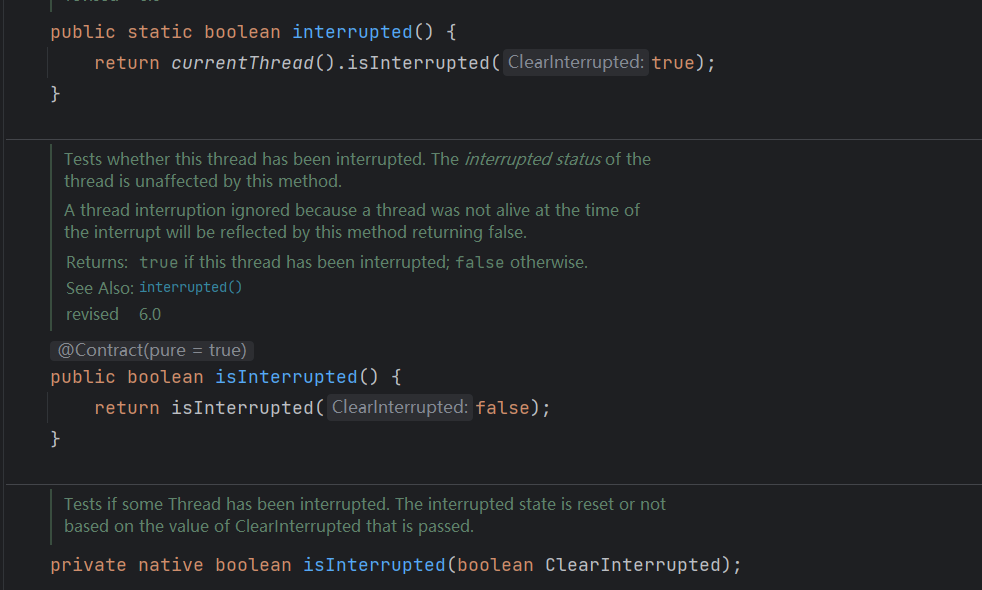 public static boolean interrupted() {
return currentThread().isInterrupted( ClearInterrupted: true);
}
Tests whether this thread has been interrupted. The interrupted status of the
thread is unaffected by this method.
A thread interruption ignored because a thread was not alive at the time of
the interrupt will be reflected by this method returning false.
Returns: true if this thread has been interrupted; false otherwise.
See Also: interrupted()
revised 6.0
@Contract(pure = true)
public boolean isInterrupted() {
return isInterrupted( ClearInterrupted: false);
}
Tests if some Thread has been interrupted. The interrupted state is reset or not
based on the value of ClearInterrupted that is passed.
private native boolean isInterrupted(boolean ClearInterrupted);